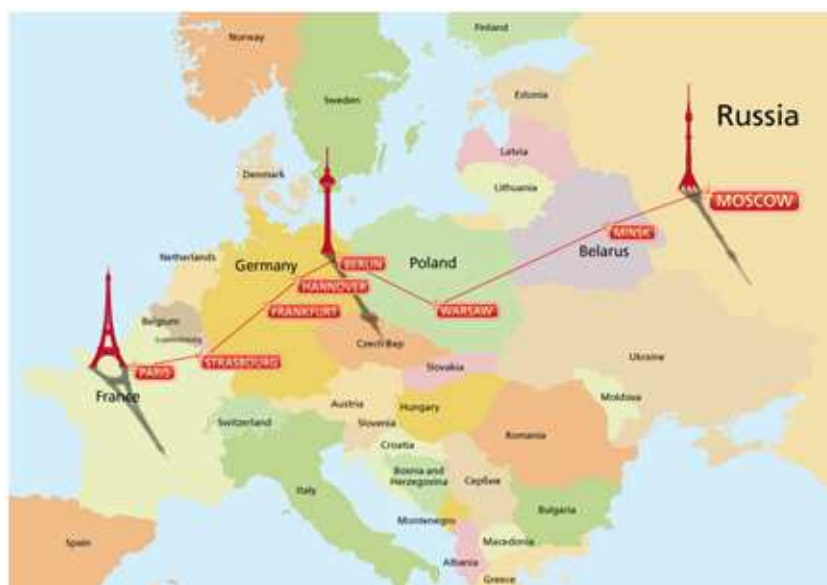 Norway
Finland
Sweden
Estonia
Russia
Latvia
Denmark
Lithuania
MOSCOW
MINSK
Belarus
Netherlands
Germany
BERLIN
Poland
HANNOVER
FRANKFURT
WARSAW
Belgium
Luxembourg
Czech Rep
STRASBOURG
Ukraine
PARIS
Slovakia
France
Moldova
Austria
Hungary
Switzerland
Slovenia
Romania
Croatia
Bosnia and
Herzegovina
Сербия
Italy
Bulgaria
Montenegro
Spain
Macedonia
Albania
Greece